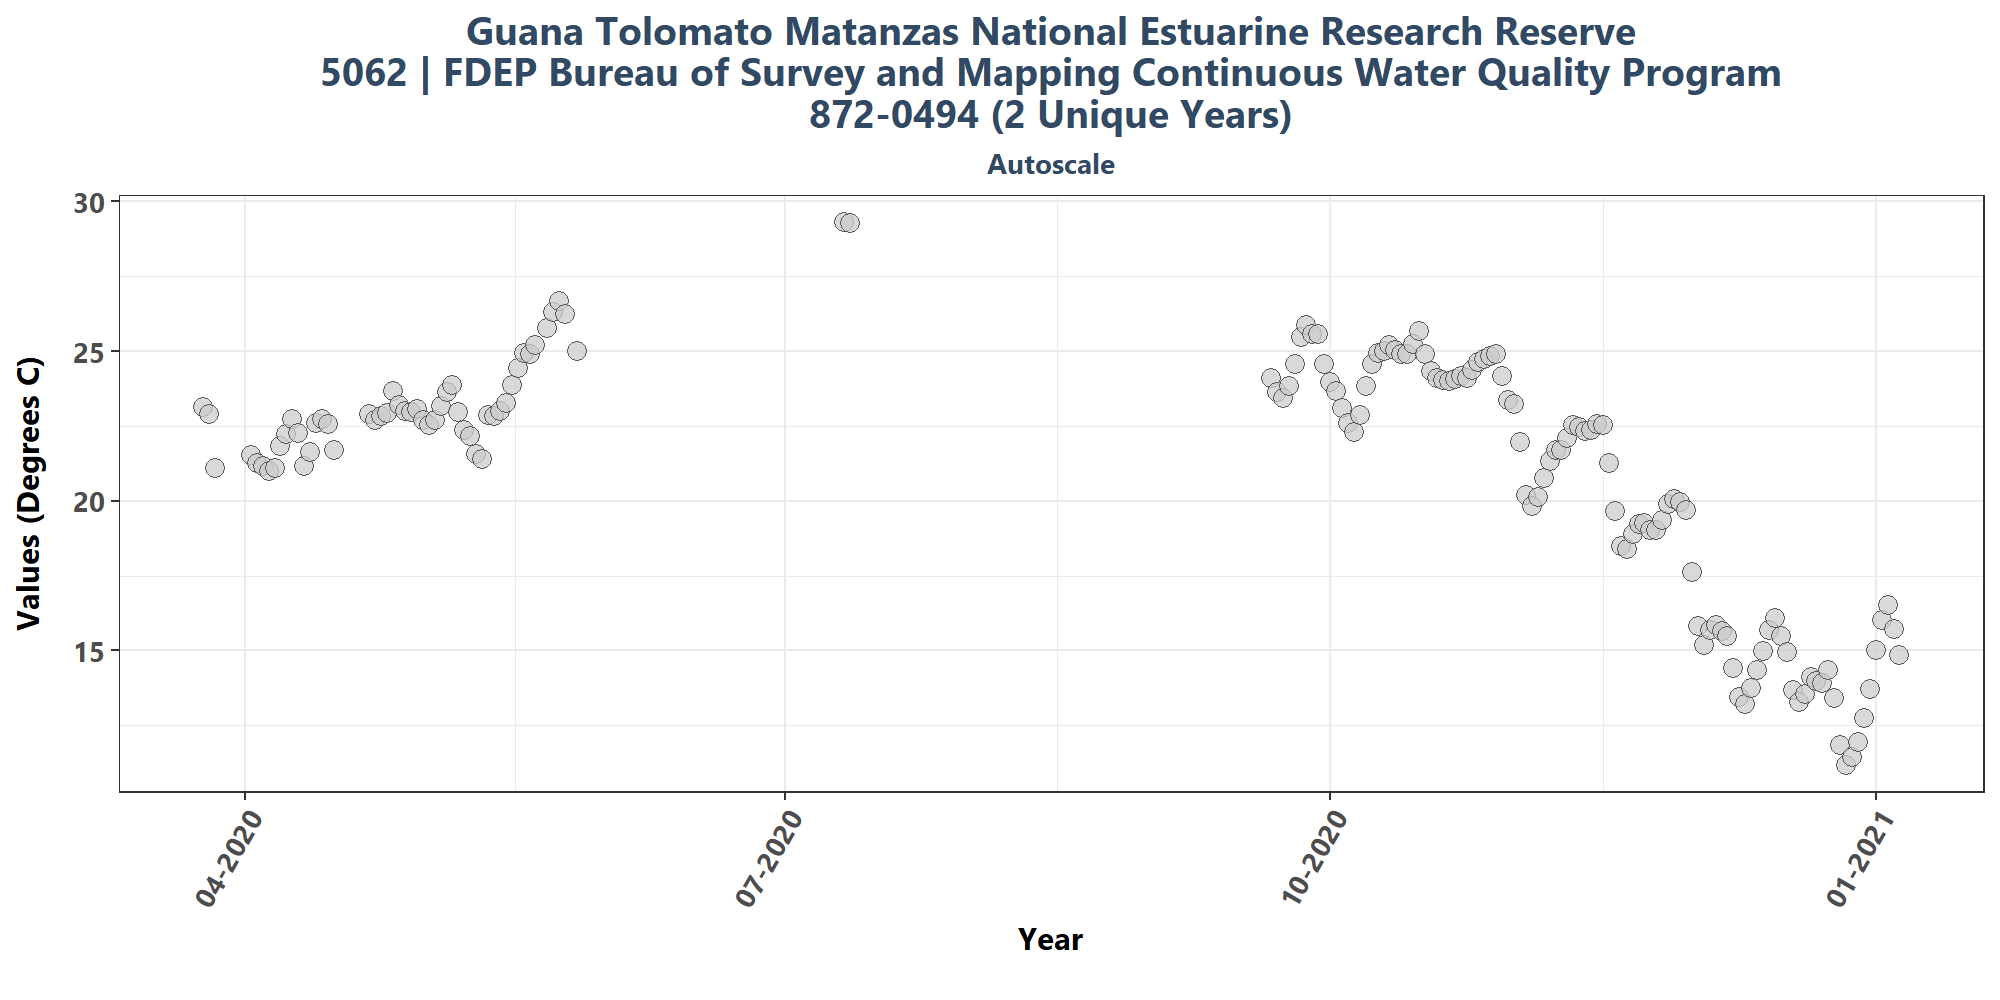 Guana Tolomato Matanzas National Estuarine Research Reserve
5062 | FDEP Bureau of Survey and Mapping Continuous Water Quality Program
872-0494 (2 Unique Years)
Autoscale
Values (Degrees C)
30
25
20
15
04-2020
07-2020
10-2020
01-2021
Year